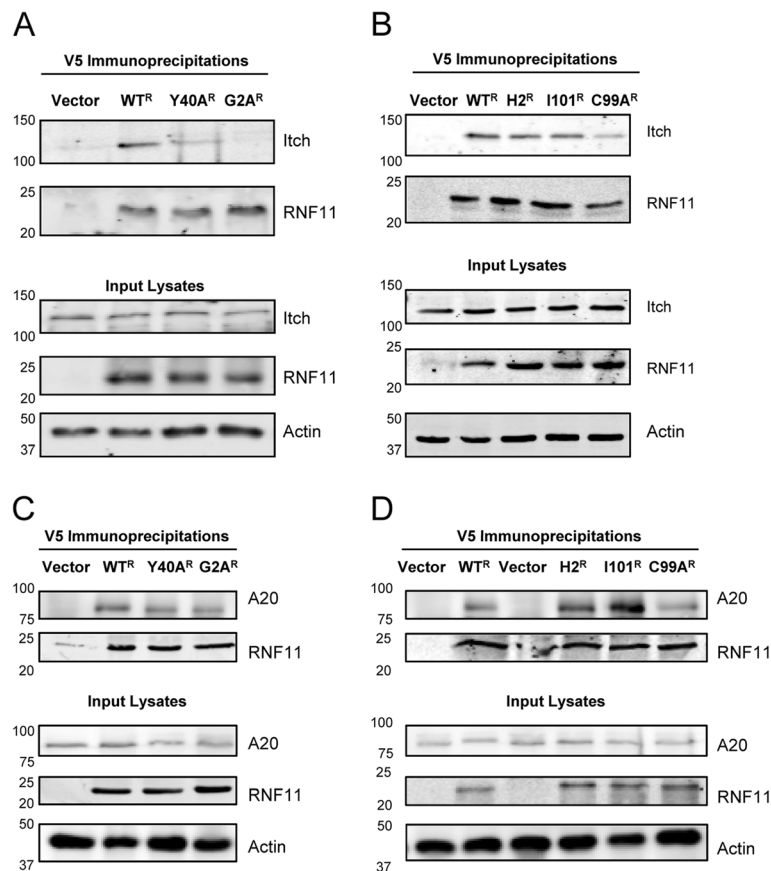 A
V5 Immunoprecipitations
Vector WTᴿ Y40Aᴿ G2Aᴿ
150
Itch
100
25
RNF11
20
Input Lysates
150
Itch
100
25
RNF11
20
50
Actin
37
B
V5 Immunoprecipitations
Vector WTᴿ H2ᴿ I101ᴿ C99Aᴿ
150
Itch
100
25
RNF11
20
Input Lysates
150
Itch
100
25
RNF11
20
50
Actin
37
C
V5 Immunoprecipitations
Vector WTᴿ Y40Aᴿ G2Aᴿ
100
A20
75
25
RNF11
20
Input Lysates
100
A20
75
25
RNF11
20
50
Actin
37
D
V5 Immunoprecipitations
Vector WTᴿ Vector H2ᴿ I101ᴿ C99Aᴿ
100
A20
75
25
RNF11
20
Input Lysates
100
A20
75
25
RNF11
20
50
Actin
37